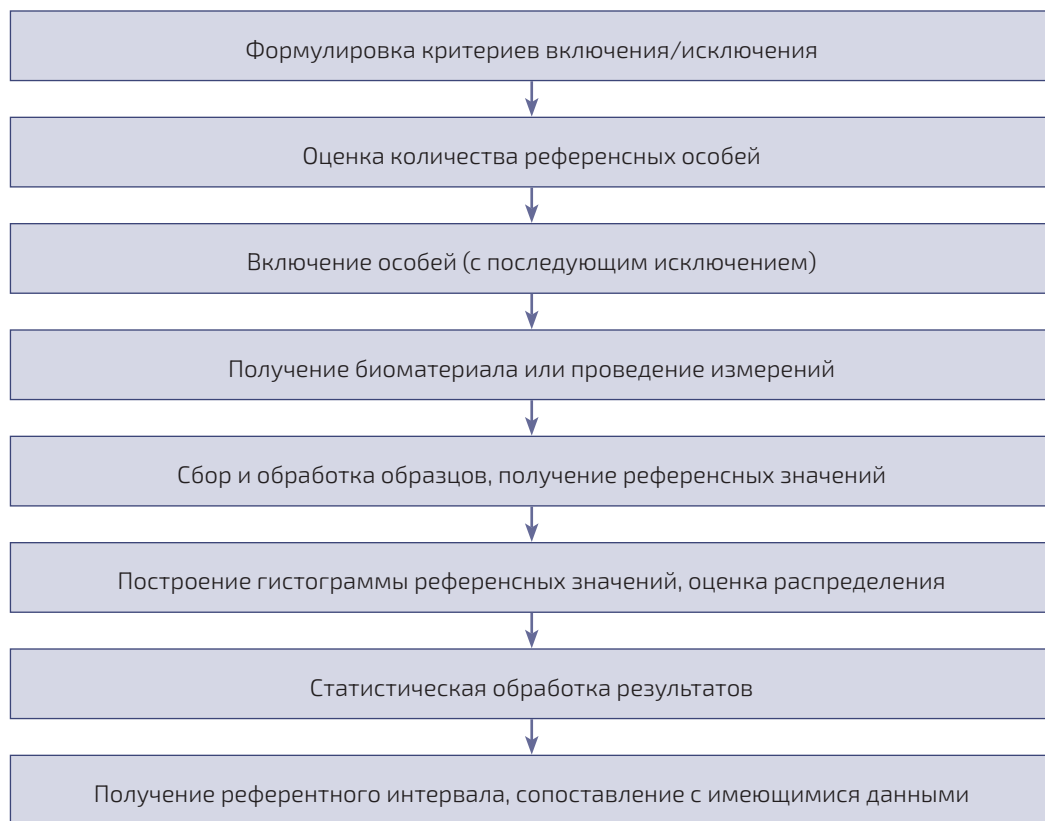 Формулировка критериев включения/исключения
Оценка количества референсных особей
Включение особей (с последующим исключением)
Получение биоматериала или проведение измерений
Сбор и обработка образцов, получение референсных значений
Построение гистограммы референсных значений, оценка распределения
Статистическая обработка результатов
Получение референтного интервала, сопоставление с имеющимися данными